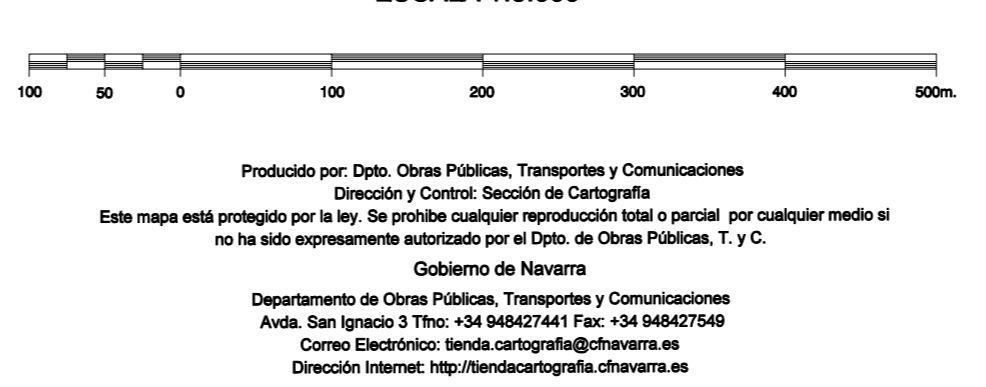 100 50 0 100 200 300 400 500m.
Producido por: Dpto. Obras Públicas, Transportes y Comunicaciones
Dirección y Control: Sección de Cartografía
Este mapa está protegido por la ley. Se prohibe cualquier reproducción total o parcial por cualquier medio si
no ha sido expresamente autorizado por el Dpto. de Obras Públicas, T. y C.
Gobierno de Navarra
Departamento de Obras Públicas, Transportes y Comunicaciones
Avda. San Ignacio 3 Tfno: +34 948427441 Fax: +34 948427549
Correo Electrónico: tienda.cartografia@cfnavarra.es
Dirección Internet: http://tiendacartografia.cfnavarra.es